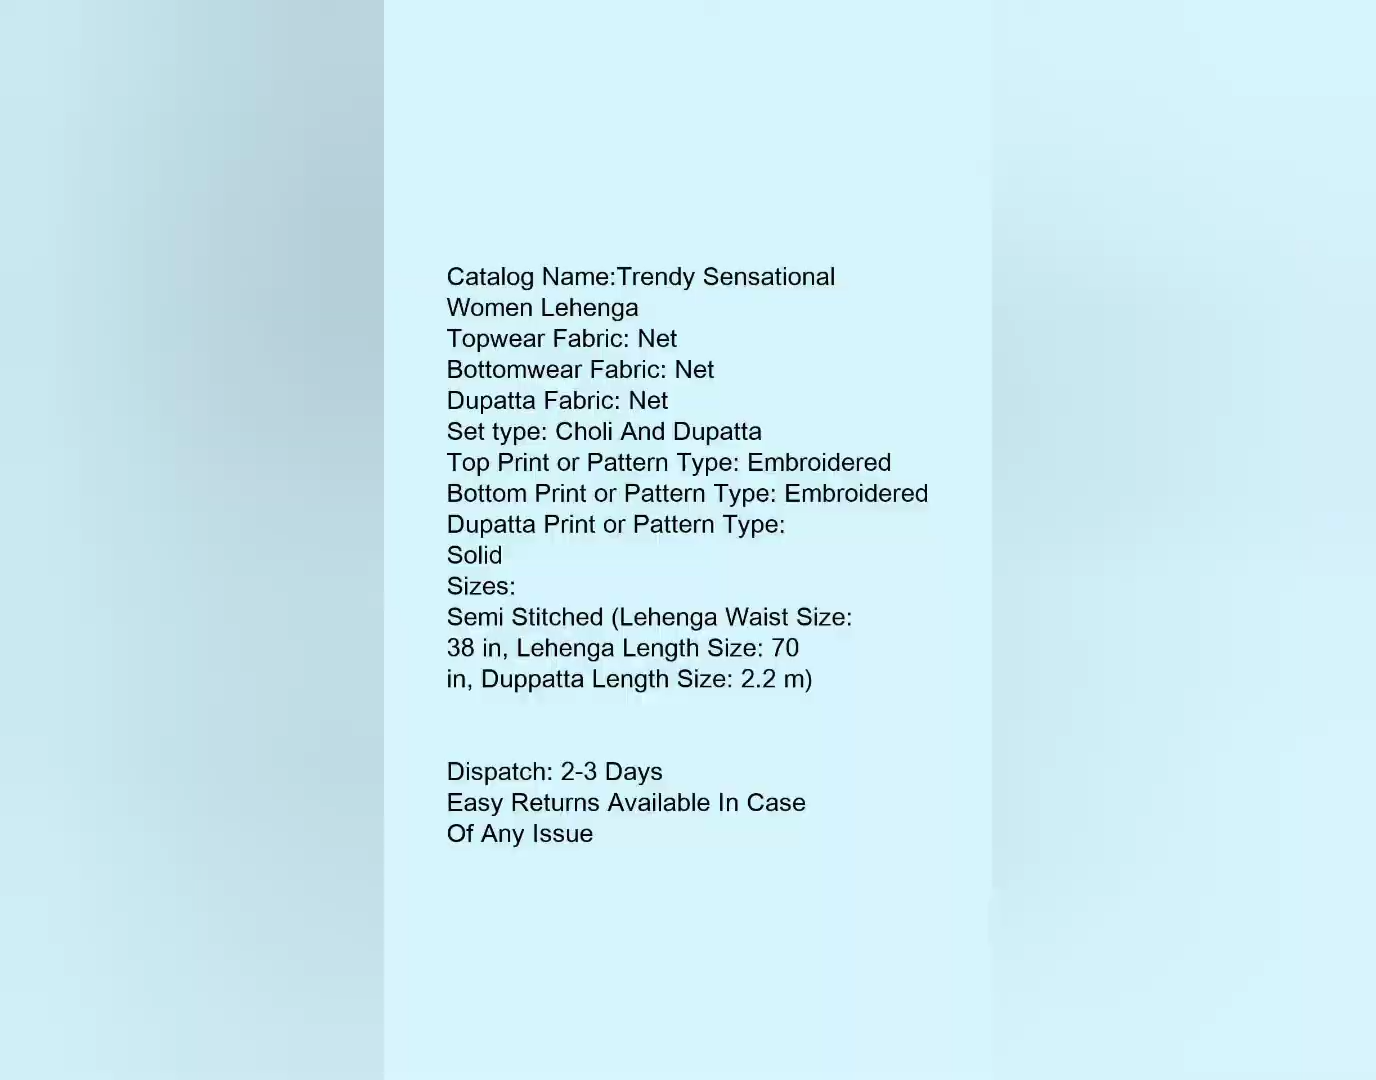 Catalog Name:Trendy Sensational
Women Lehenga
Topwear Fabric: Net
Bottomwear Fabric: Net
Dupatta Fabric: Net
Set type: Choli And Dupatta
Top Print or Pattern Type: Embroidered
Bottom Print or Pattern Type: Embroidered
Dupatta Print or Pattern Type:
Solid
Sizes:
Semi Stitched (Lehenga Waist Size:
38 in, Lehenga Length Size: 70
in, Duppatta Length Size: 2.2 m)
Dispatch: 2-3 Days
Easy Returns Available In Case
Of Any Issue